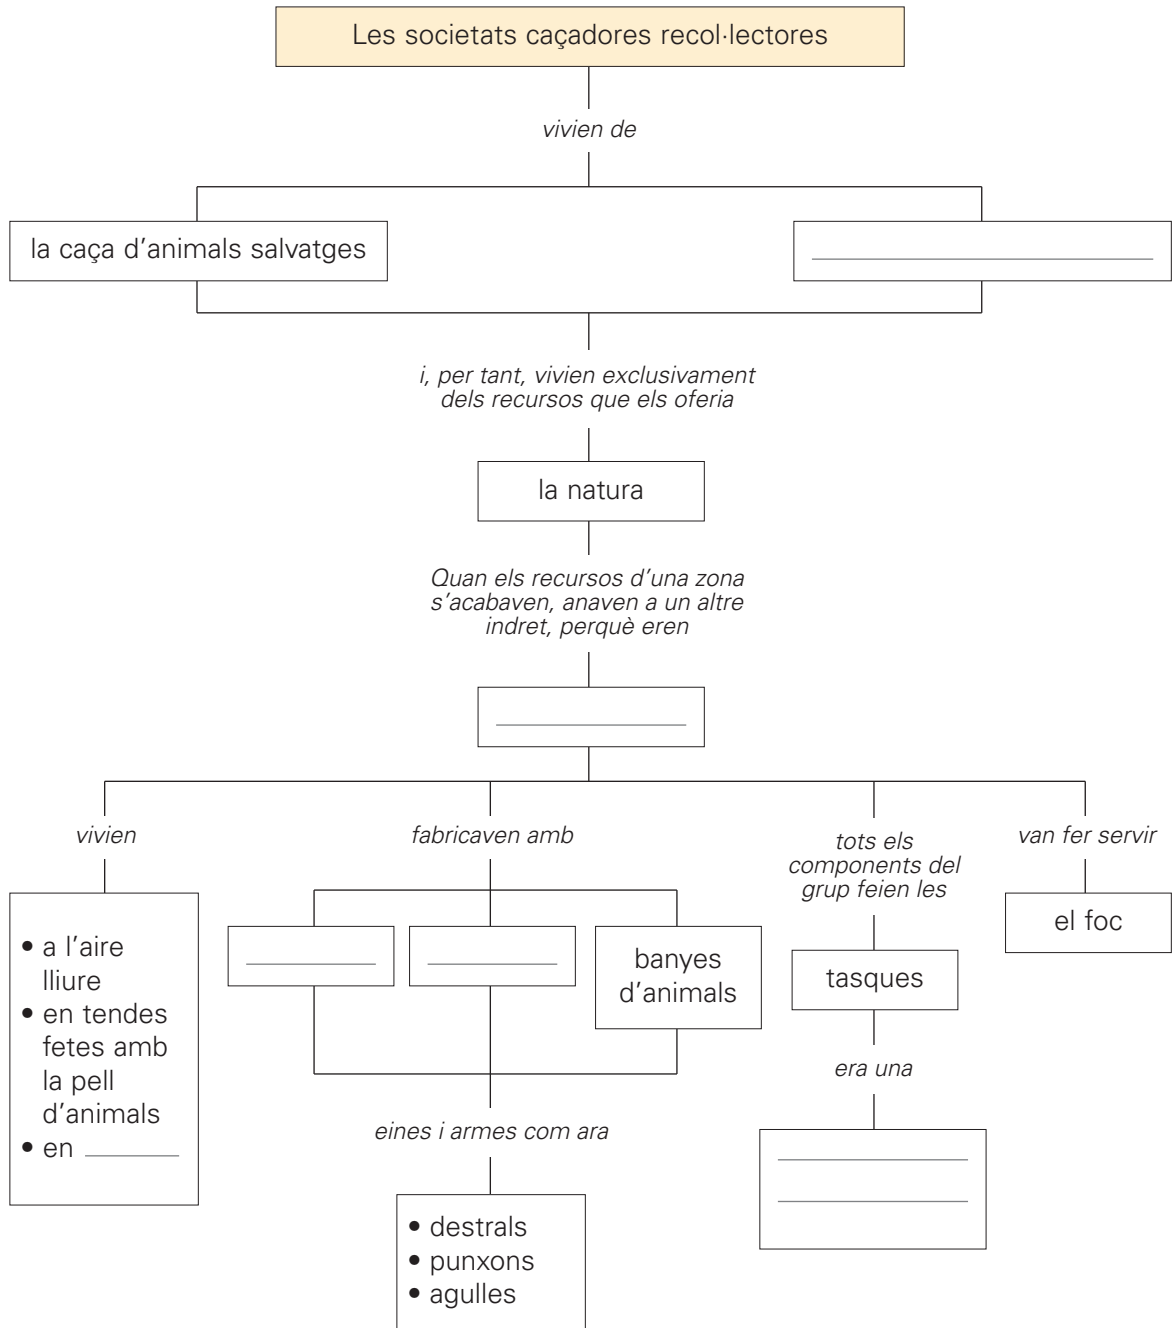 Les societats caçadores recol·lectores
vivien de
la caça d'animals salvatges
i, per tant, vivien exclusivament
dels recursos que els oferia
la natura
Quan els recursos d'una zona
s'acabaven, anaven a un altre
indret, perquè eren
vivien
• a l'aire
lliure
• en tendes
fetes amb
la pell
d'animals
• en
fabricaven amb
banyes
d'animals
eines i armes com ara
• destrals
• punxons
• agulles
tots els
components del
grup feien les
tasques
era una
van fer servir
el foc